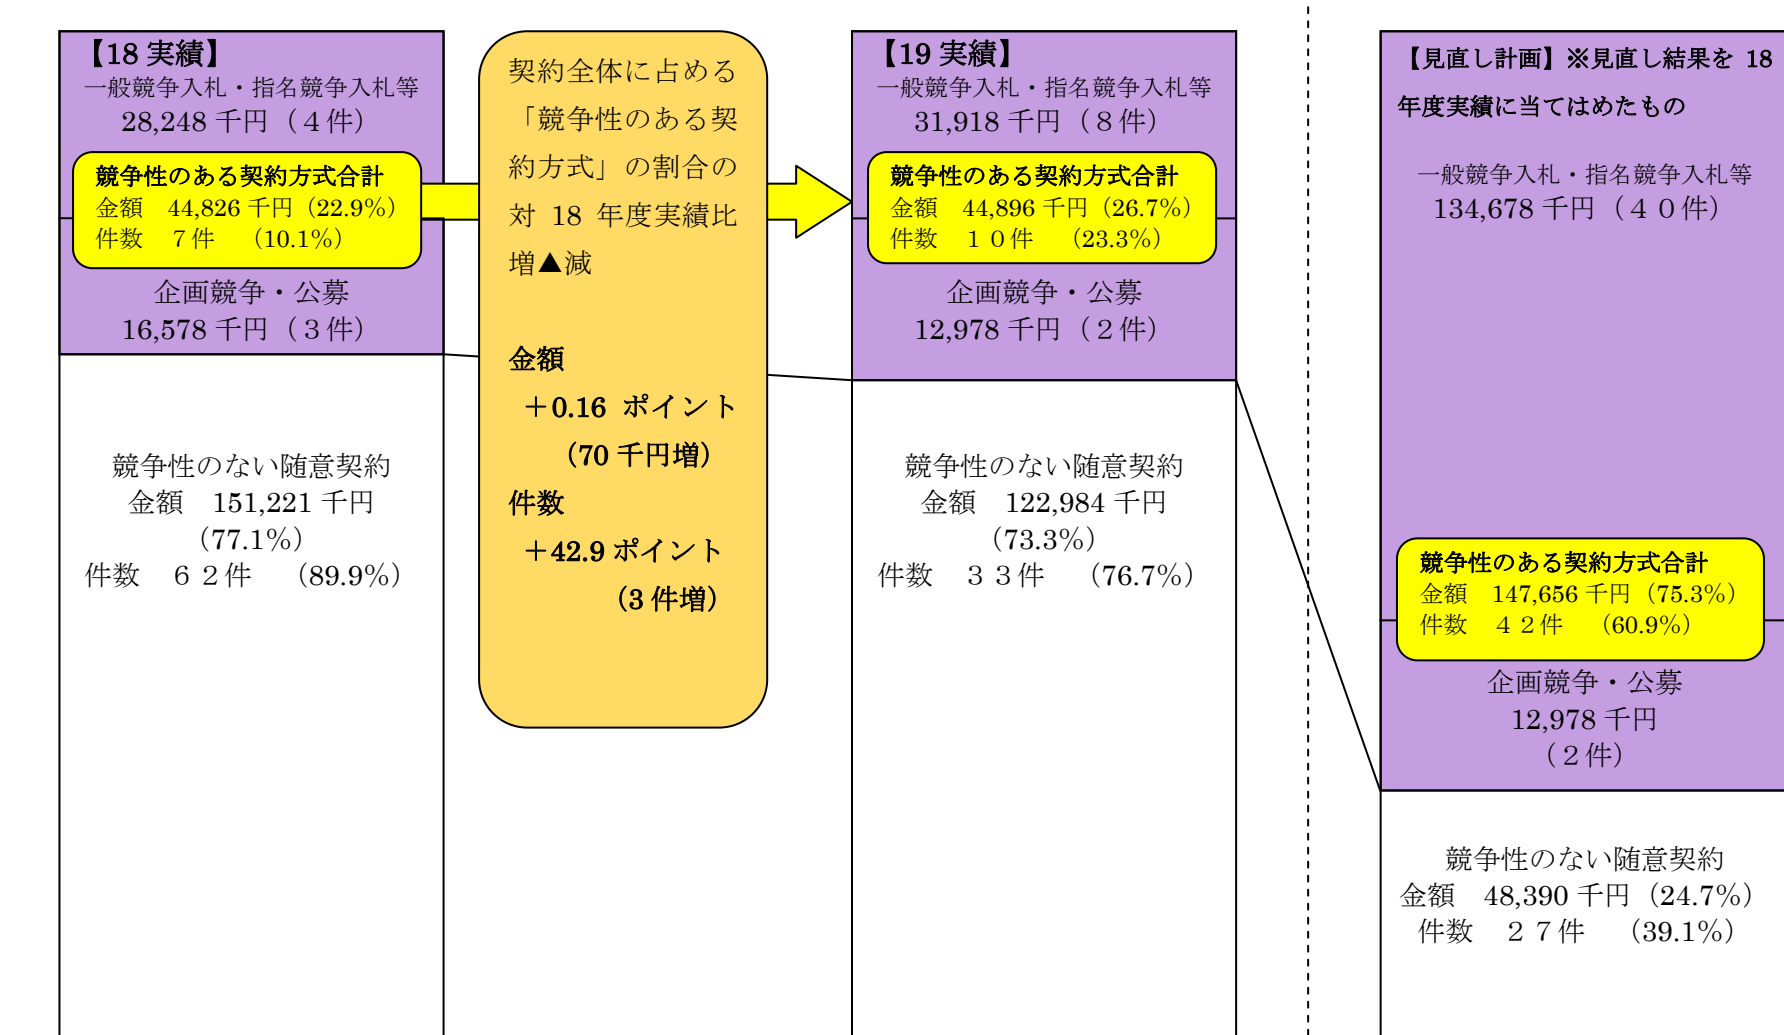 【18 実績】
一般競争入札・指名競争入札等
28,248 千円（４件）
競争性のある契約方式合計
金額　44,826 千円（22.9%）
件数　７件　（10.1%）
企画競争・公募
16,578 千円（３件）
競争性のない随意契約
金額　151,221 千円
（77.1%）
件数　６２件　（89.9%）
契約全体に占める
「競争性のある契
約方式」の割合の
対 18 年度実績比
増▲減
金額
＋0.16 ポイント
（70 千円増）
件数
＋42.9 ポイント
（3 件増）
【19 実績】
一般競争入札・指名競争入札等
31,918 千円（８件）
競争性のある契約方式合計
金額　44,896 千円（26.7%）
件数　１０件　（23.3%）
企画競争・公募
12,978 千円（２件）
競争性のない随意契約
金額　122,984 千円
（73.3%）
件数　３３件　（76.7%）
【見直し計画】※見直し結果を 18
年度実績に当てはめたもの
一般競争入札・指名競争入札等
134,678 千円（４０件）
競争性のある契約方式合計
金額　147,656 千円（75.3%）
件数　４２件　（60.9%）
企画競争・公募
12,978 千円
（２件）
競争性のない随意契約
金額　48,390 千円（24.7%）
件数　２７件　（39.1%）